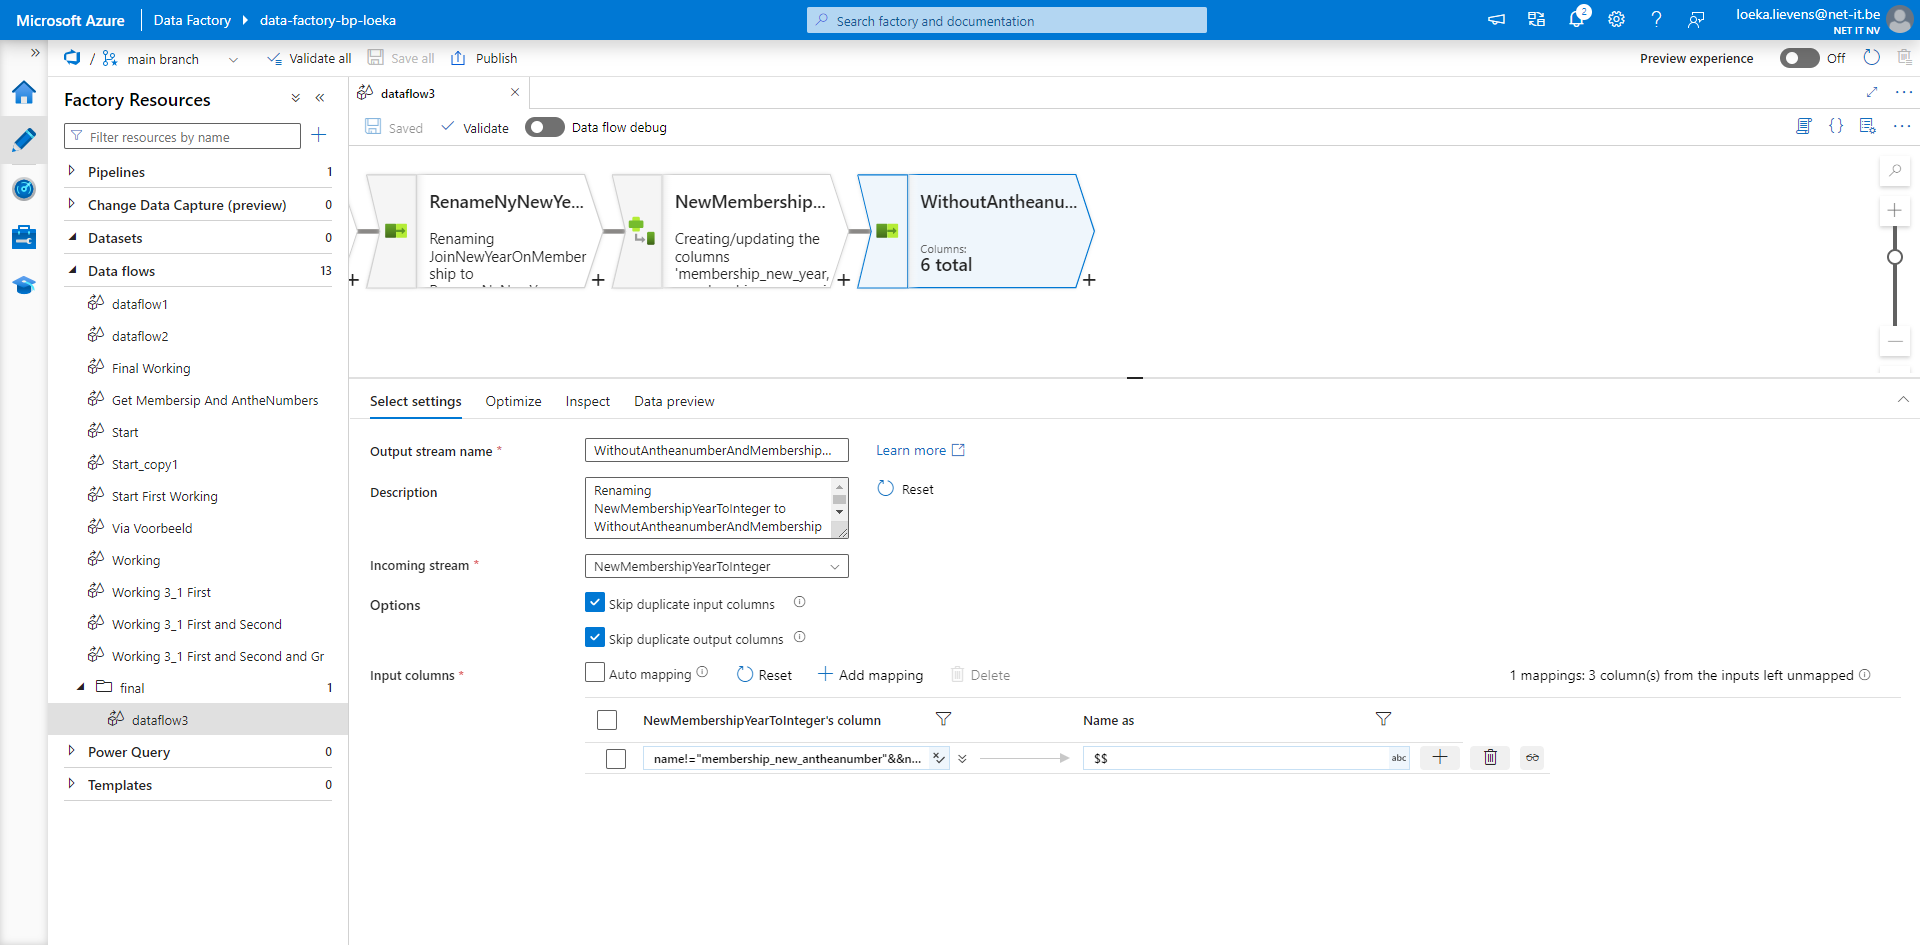 Microsoft Azure
Data Factory
data-factory-bp-loeka
Search factory and documentation
2
loeka.lievens@net-it.be
NET IT NV
/
main branch
Validate all
Save all
Publish
Preview experience
Off
Factory Resources
Filter resources by name
Pipelines 1
Change Data Capture (preview) 0
Datasets 0
Data flows 13
dataflow1
dataflow2
Final Working
Get Membersip And AntheNumbers
Start
Start_copy1
Start First Working
Via Voorbeeld
Working
Working 3_1 First
Working 3_1 First and Second
Working 3_1 First and Second and Gr
final 1
dataflow3
Power Query 0
Templates 0
dataflow3
Saved
Validate
Data flow debug
RenameNyNewYe...
Renaming
JoinNewYearOnMember
ship to
NewMembership...
Creating/updating the
columns
'membership_new_year,
WithoutAntheanu...
Columns:
6 total
Select settings
Optimize
Inspect
Data preview
Output stream name *
WithoutAntheanumberAndMembership...
Learn more
Description
Renaming
NewMembershipYearToInteger to
WithoutAntheanumberAndMembership
Reset
Incoming stream *
NewMembershipYearToInteger
Options
Skip duplicate input columns
Skip duplicate output columns
Input columns *
Auto mapping
Reset
Add mapping
Delete
1 mappings: 3 column(s) from the inputs left unmapped
NewMembershipYearToInteger's column
Name as
name!="membership_new_antheanumber"&&n...
$$
abc